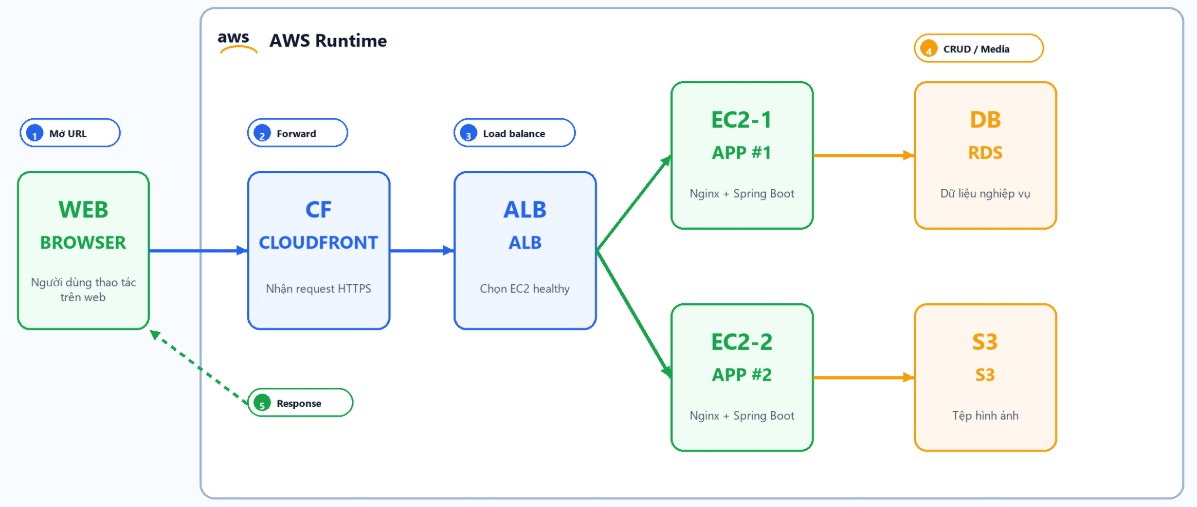 aws
AWS Runtime
4 CRUD / Media
1 Mở URL
2 Forward
3 Load balance
WEB
BROWSER
Người dùng thao tác
trên web
CF
CLOUDFRONT
Nhận request HTTPS
ALB
ALB
Chọn EC2 healthy
EC2-1
APP #1
Nginx + Spring Boot
DB
RDS
Dữ liệu nghiệp vụ
EC2-2
APP #2
Nginx + Spring Boot
S3
S3
Tệp hình ảnh
5 Response